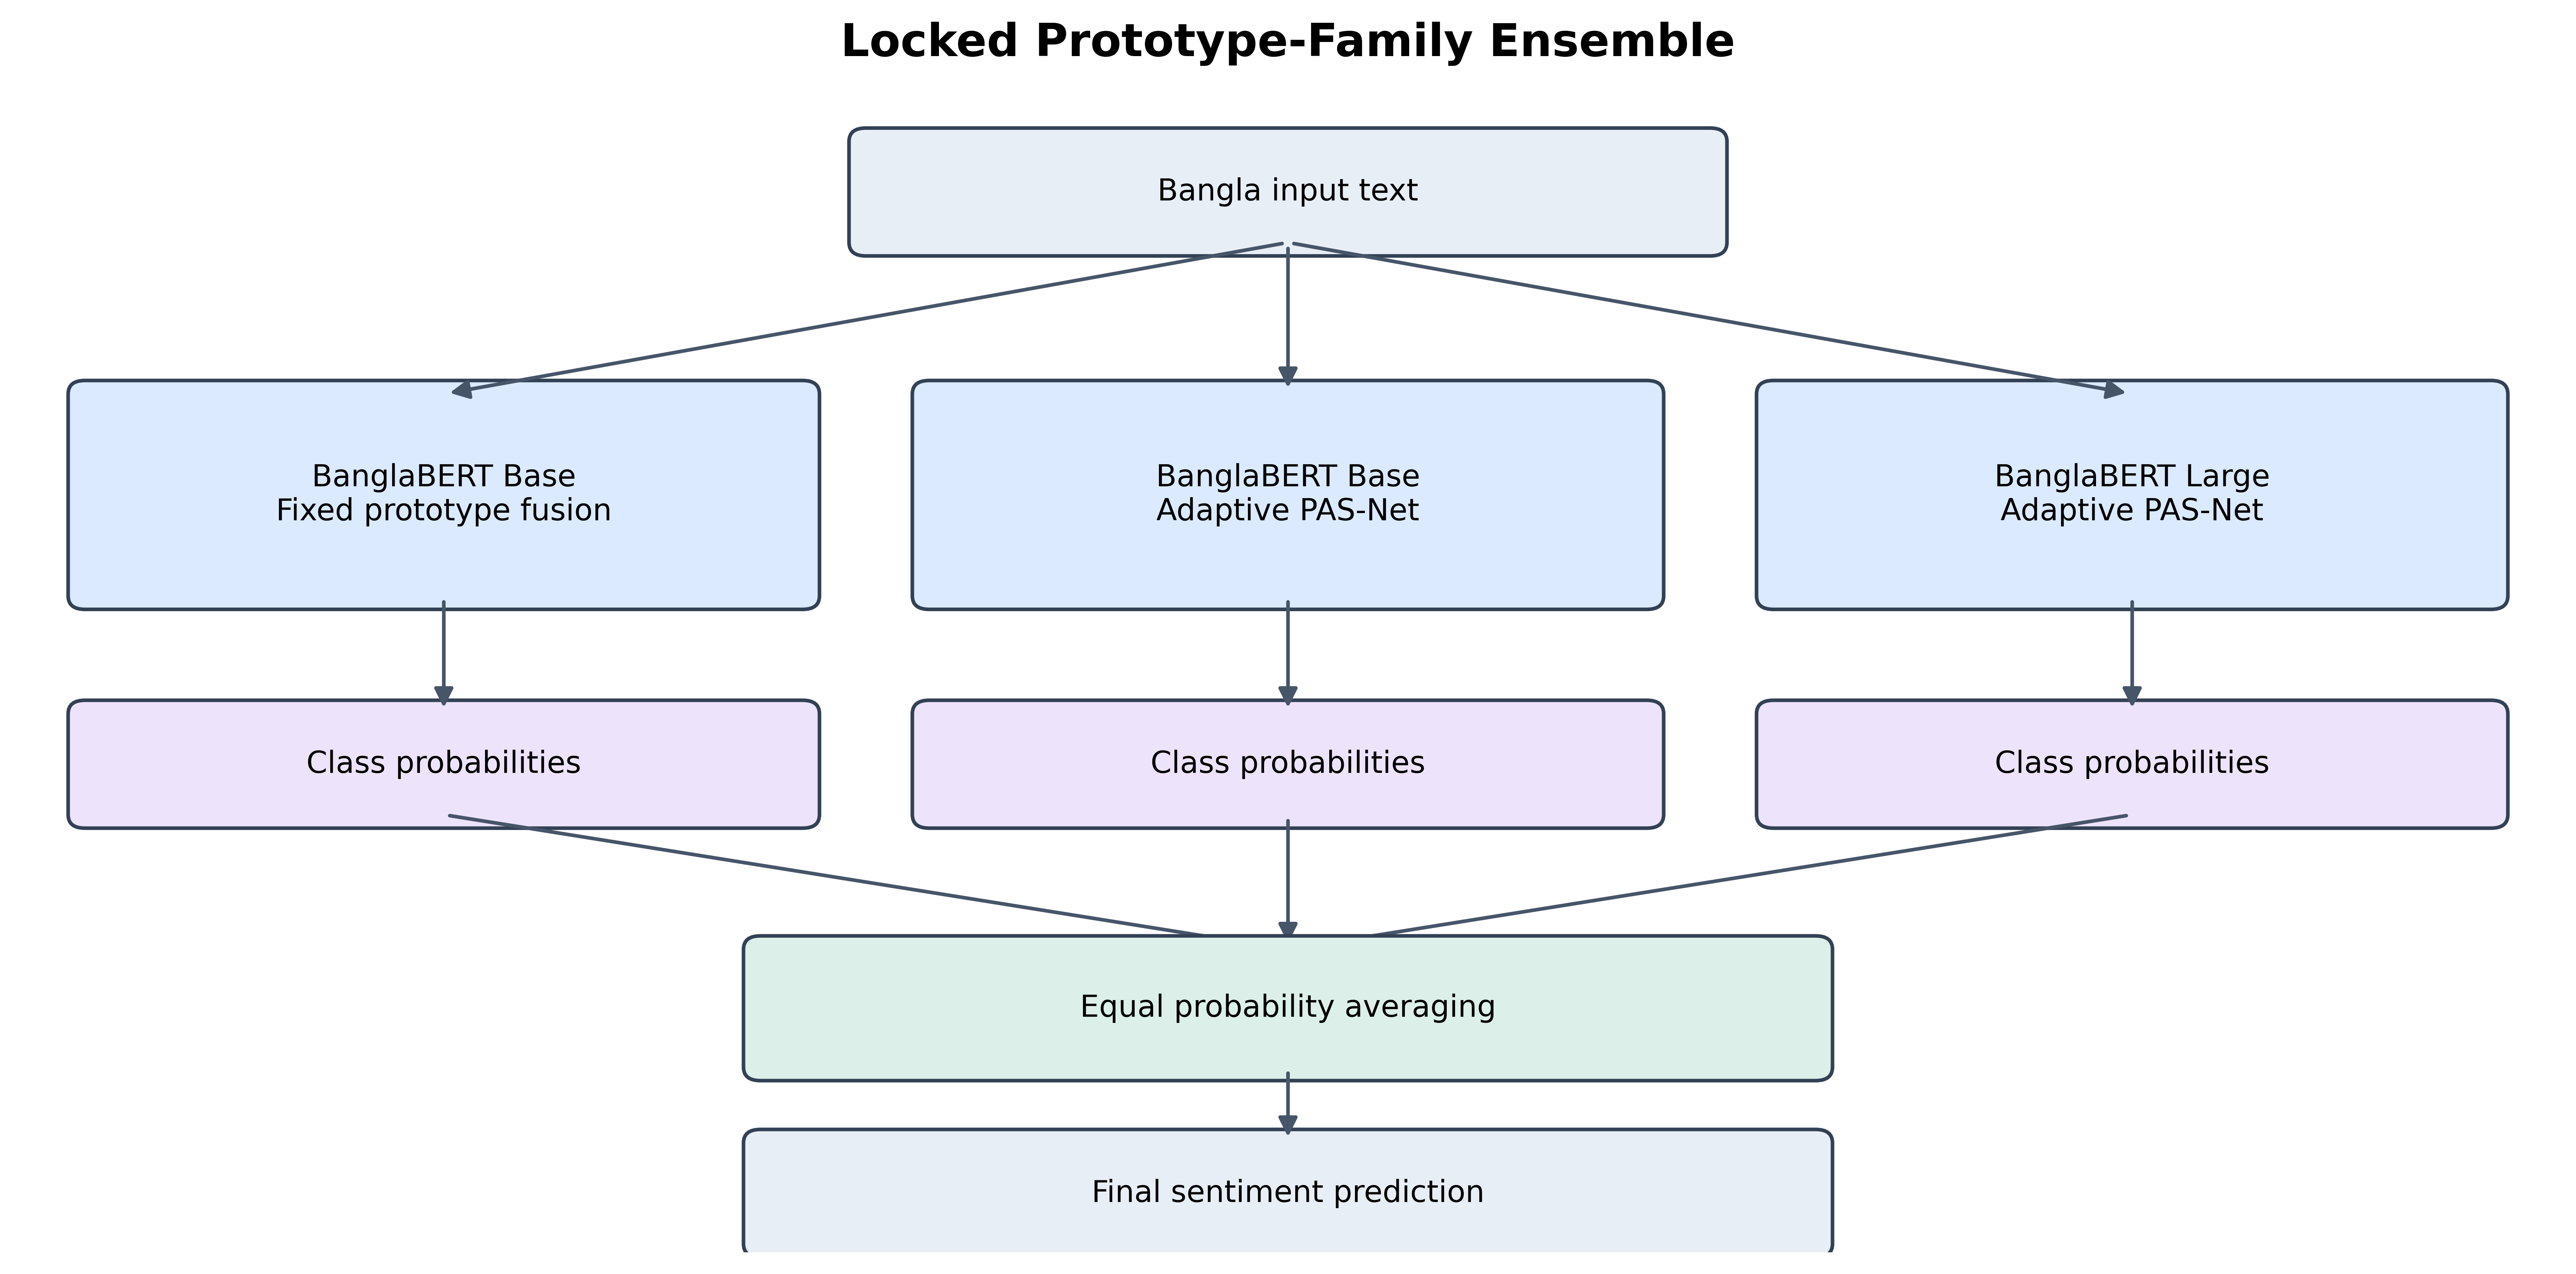 Locked Prototype-Family Ensemble
Bangla input text
BanglaBERT Base
Fixed prototype fusion
BanglaBERT Base
Adaptive PAS-Net
BanglaBERT Large
Adaptive PAS-Net
Class probabilities
Class probabilities
Class probabilities
Equal probability averaging
Final sentiment prediction